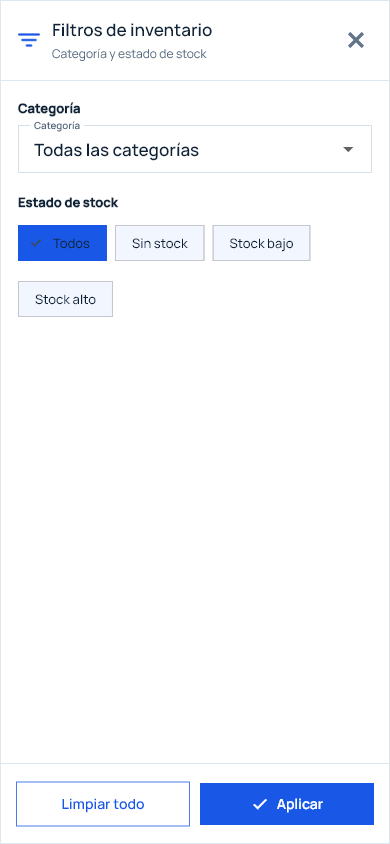 Filtros de inventario
Categoría y estado de stock
Categoría
Categoría
Todas las categorías
Estado de stock
Todos
Sin stock
Stock bajo
Stock alto
Limpiar todo
Aplicar